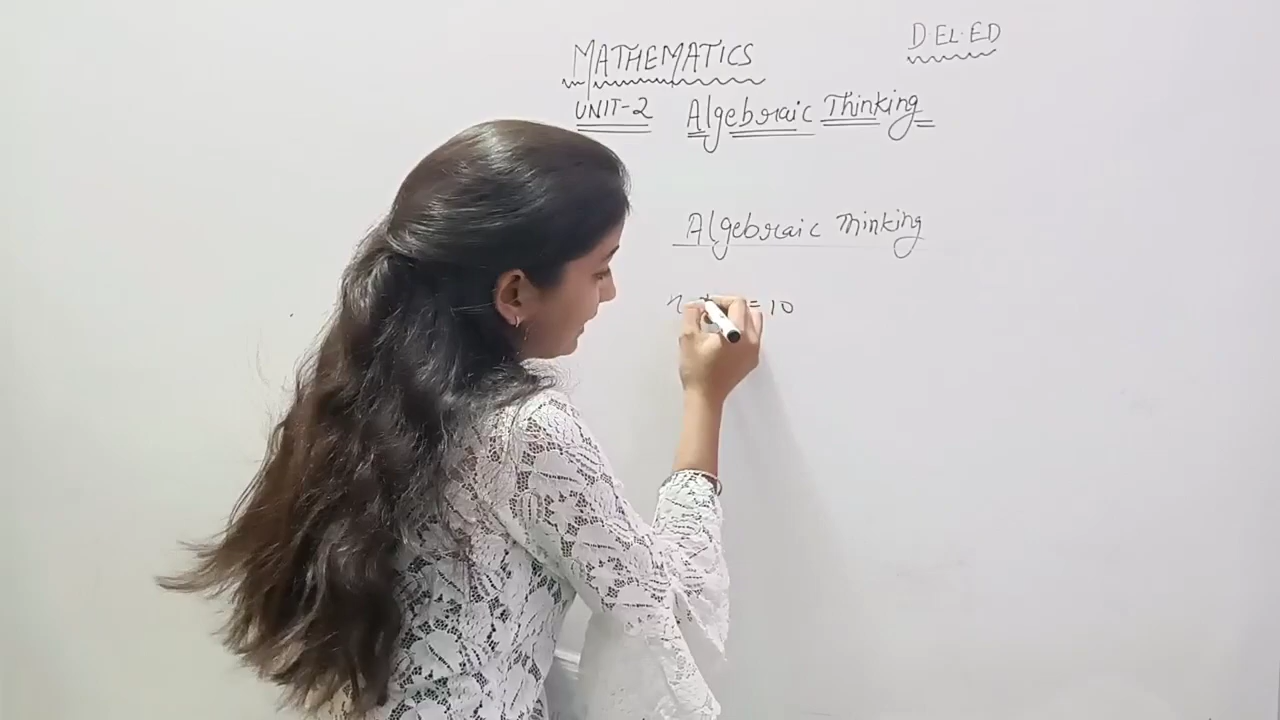 D.EL.ED
MATHEMATICS
UNIT-2 Algebraic Thinking
Algebraic Thinking
= 10